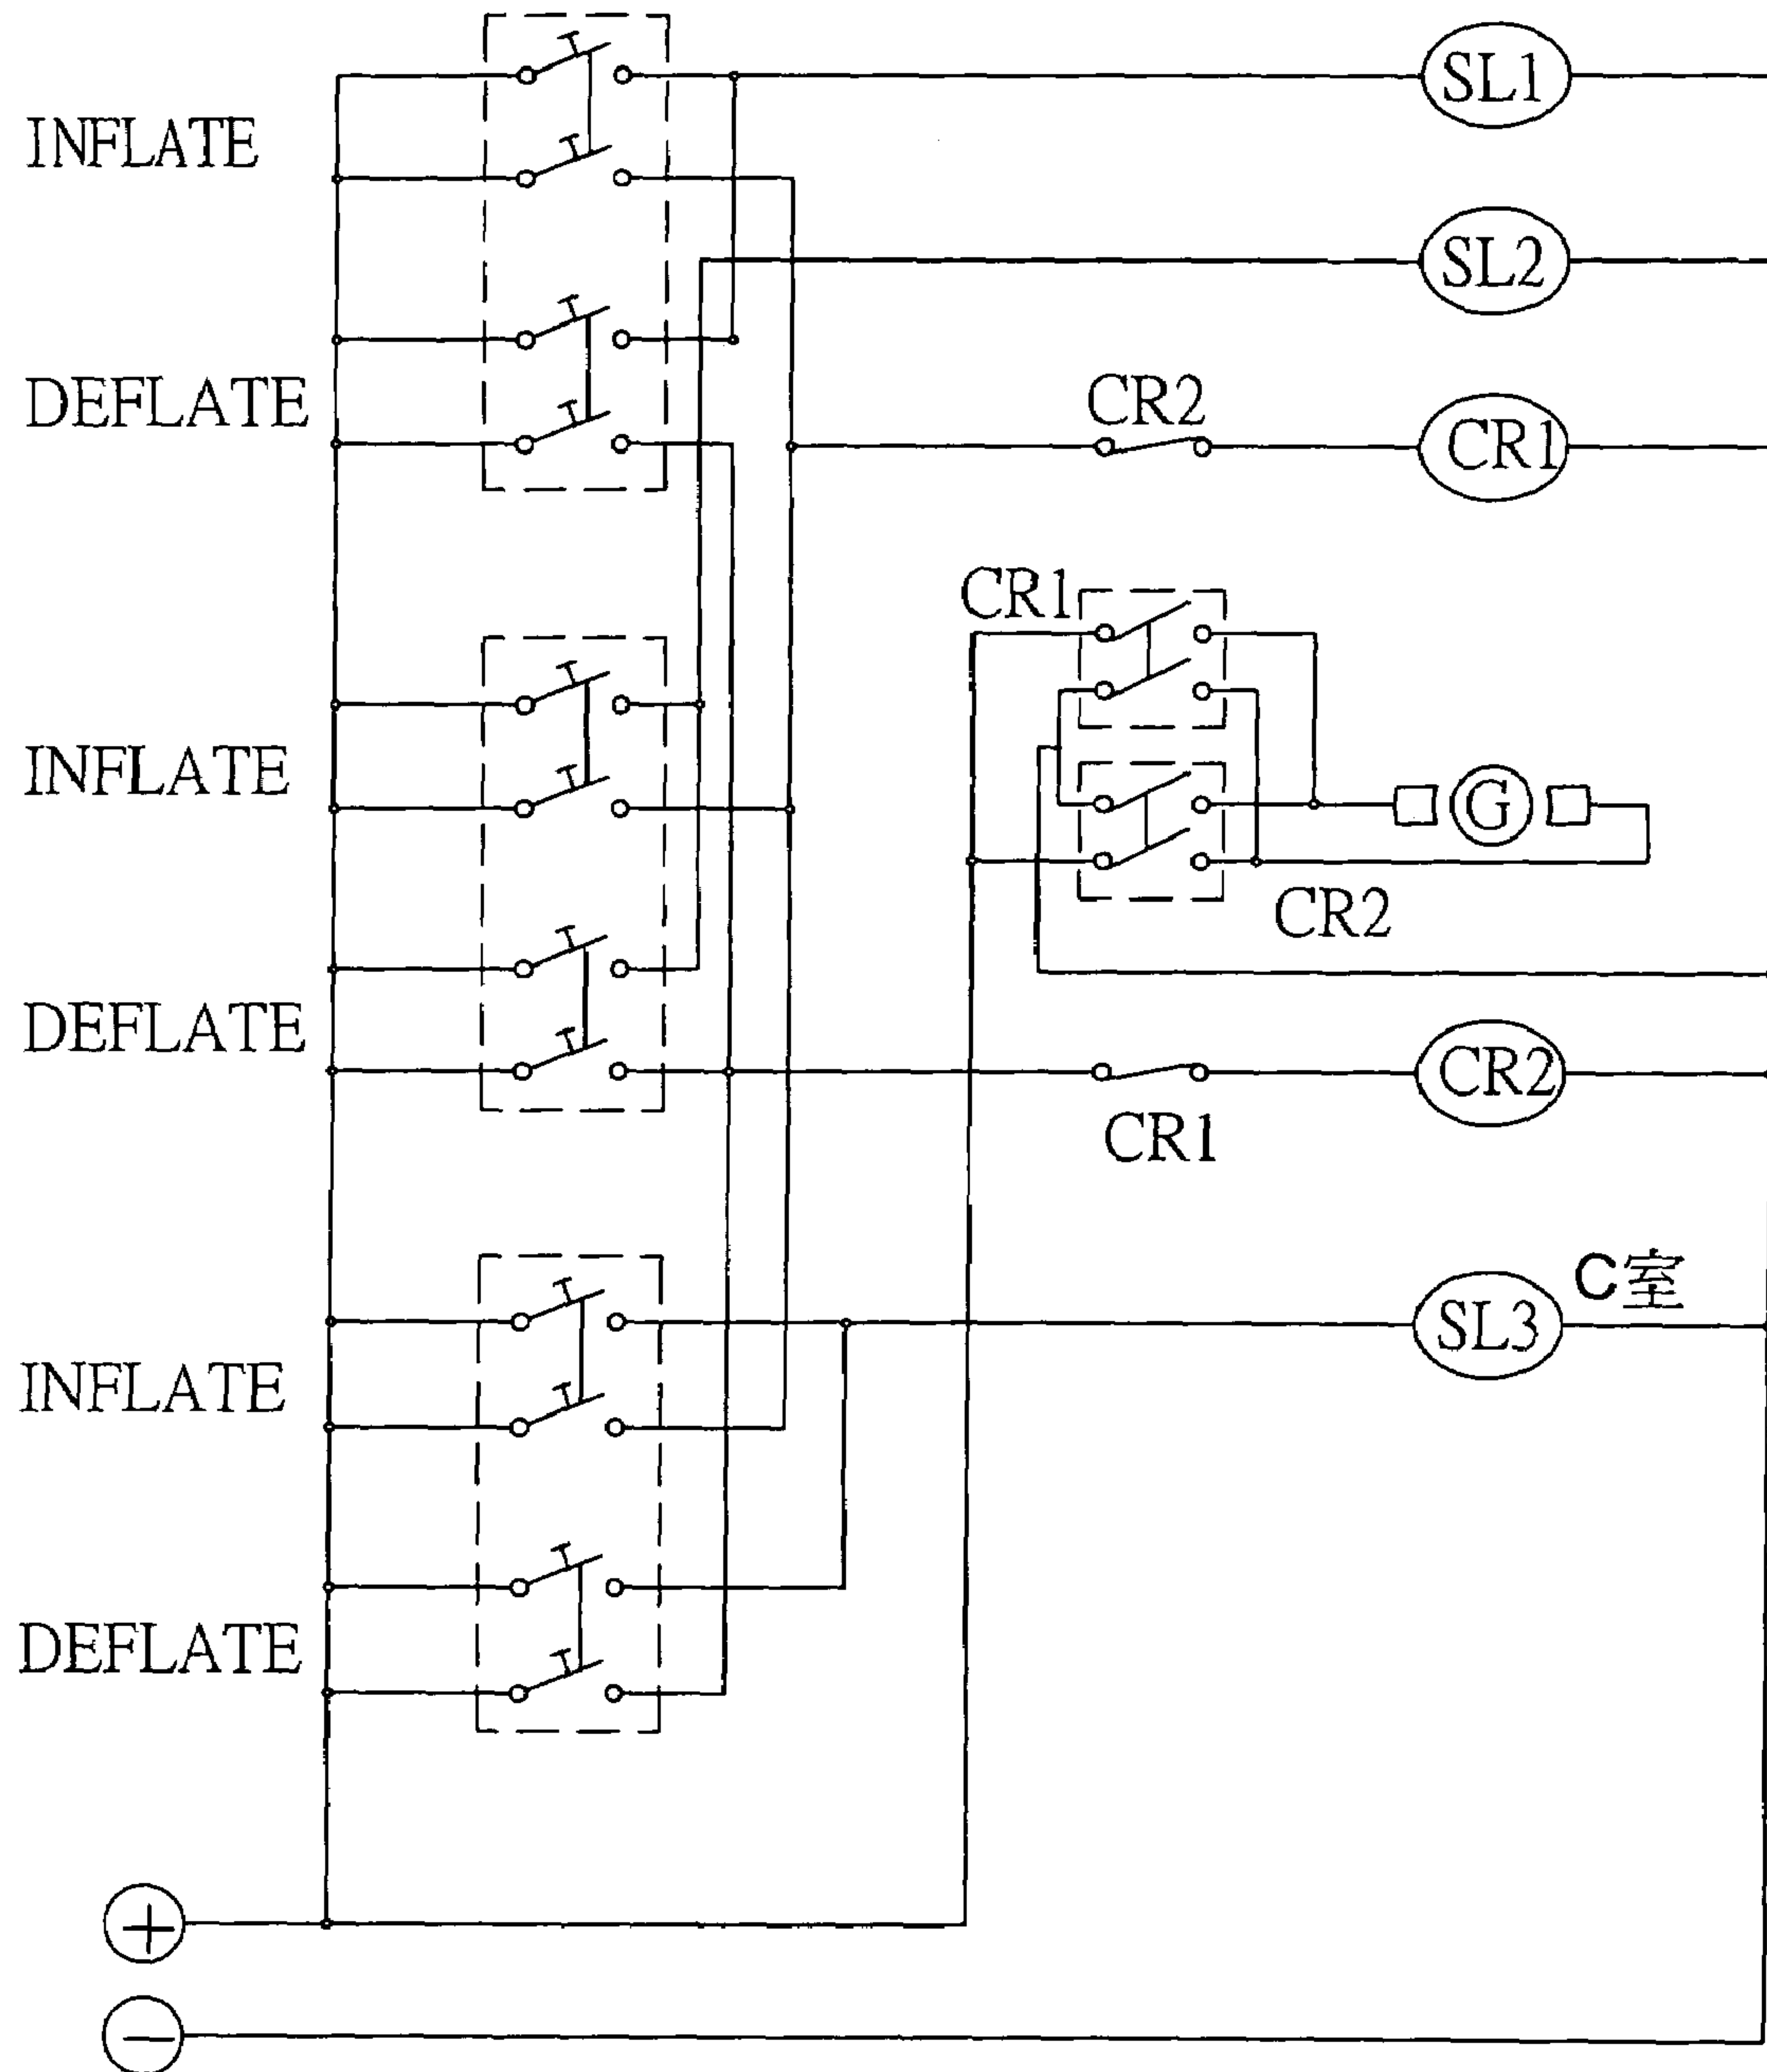 SL1
INFLATE
SL2
DEFLATE
CR2
CR1
CR1
INFLATE
G
CR2
DEFLATE
CR2
CR1
C室
SL3
INFLATE
DEFLATE
+
−